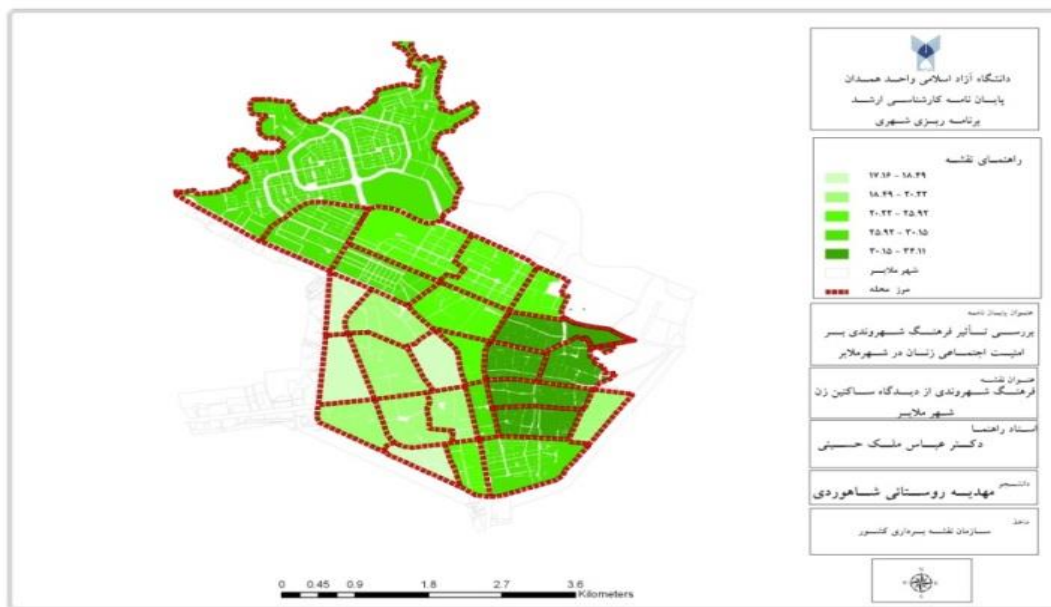 دانشگاه آزاد اسلامی واحد همدان
پایان نامه کارشناسی ارشد
برنامه ریزی شهری
راهنمای نقشه
۱۷.۱۶ - ۱۸.۴۹
۱۸.۴۹ - ۲۰.۲۲
۲۰.۲۲ - ۲۵.۹۲
۲۵.۹۲ - ۳۰.۱۵
۳۰.۱۵ - ۳۴.۱۱
شهر ملایر
مرز محله
عنوان پایان نامه
بررسی تأثیر فرهنگ شهروندی بر
امنیت اجتماعی زنان در شهرملایر
عنوان نقشه
فرهنگ شهروندی از دیدگاه ساکنین زن
شهر ملایر
استاد راهنما
دکتر عباس ملک حسینی
دانشجو
مهدیه روستائی شاهوردی
ماخذ
سازمان نقشه برداری کشور
0 0.45 0.9 1.8 2.7 3.6
Kilometers